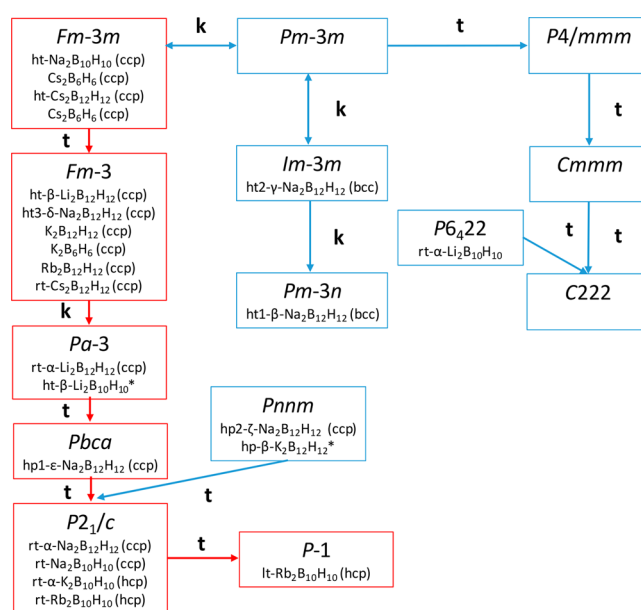 Fm-3m
ht-Na₂B₁₀H₁₀(ccp)
Cs₂B₆H₆(ccp)
ht-Cs₂B₁₂H₁₂(ccp)
Cs₂B₆H₆(ccp)
k
Pm-3m
t
P4/mmm
t
k
t
Fm-3
ht-β-Li₂B₁₂H₁₂(ccp)
ht3-δ-Na₂B₁₂H₁₂(ccp)
K₂B₁₂H₁₂(ccp)
K₂B₆H₆(ccp)
Rb₂B₁₂H₁₂(ccp)
rt-Cs₂B₁₂H₁₂(ccp)
Im-3m
ht2-γ-Na₂B₁₂H₁₂(bcc)
Cmmm
k
P6₄22
rt-α-Li₂B₁₀H₁₀
t
t
k
Pm-3n
ht1-β-Na₂B₁₂H₁₂(bcc)
C222
Pa-3
rt-α-Li₂B₁₂H₁₂(ccp)
ht-β-Li₂B₁₀H₁₀*
t
Pnnm
hp2-ζ-Na₂B₁₂H₁₂ (ccp)
hp-β-K₂B₁₂H₁₂*
Pbca
hp1-ε-Na₂B₁₂H₁₂(ccp)
t
t
P2₁/c
rt-α-Na₂B₁₂H₁₂(ccp)
rt-Na₂B₁₀H₁₀(ccp)
rt-α-K₂B₁₀H₁₀(hcp)
rt-Rb₂B₁₀H₁₀(hcp)
t
P-1
lt-Rb₂B₁₀H₁₀(hcp)